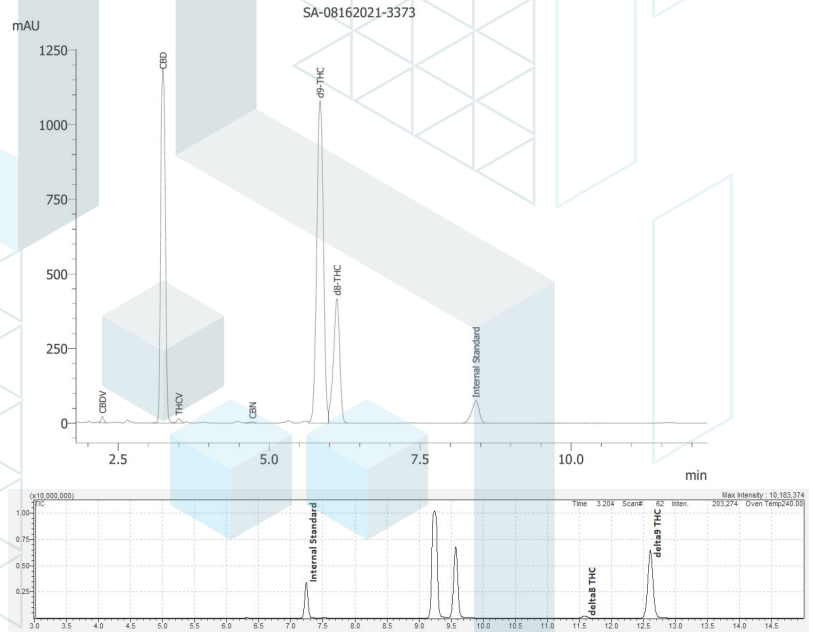 SA-08162021-3373
mAU
1250
1000
750
500
250
0
CBDV
CBD
THCV
CBN
d9-THC
d8-THC
Internal Standard
2.5 5.0 7.5 10.0
min
(x10,000,000)
Max Intensity : 10,183,374
TIC
Time 3.204 Scan# 62 Inten. 203,274 Oven Temp240.00
1.00
0.75
0.50
0.25
Internal Standard
delta8 THC
delta9 THC
3.0 3.5 4.0 4.5 5.0 5.5 6.0 6.5 7.0 7.5 8.0 8.5 9.0 9.5 10.0 10.5 11.0 11.5 12.0 12.5 13.0 13.5 14.0 14.5